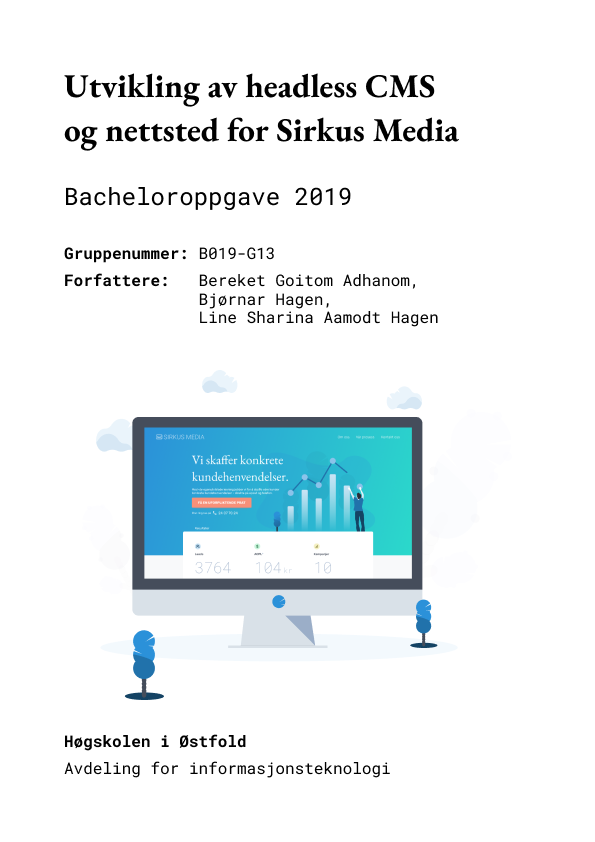 Utvikling av headless CMS
og nettsted for Sirkus Media
Bacheloroppgave 2019
Gruppenummer: B019-G13
Forfattere: Bereket Goitom Adhanom,
Bjørnar Hagen,
Line Sharina Aamodt Hagen
SIRKUS MEDIA
Vi skaffer konkrete
kundehenvendelser.
3764 104 kr 10
Høgskolen i Østfold
Avdeling for informasjonsteknologi